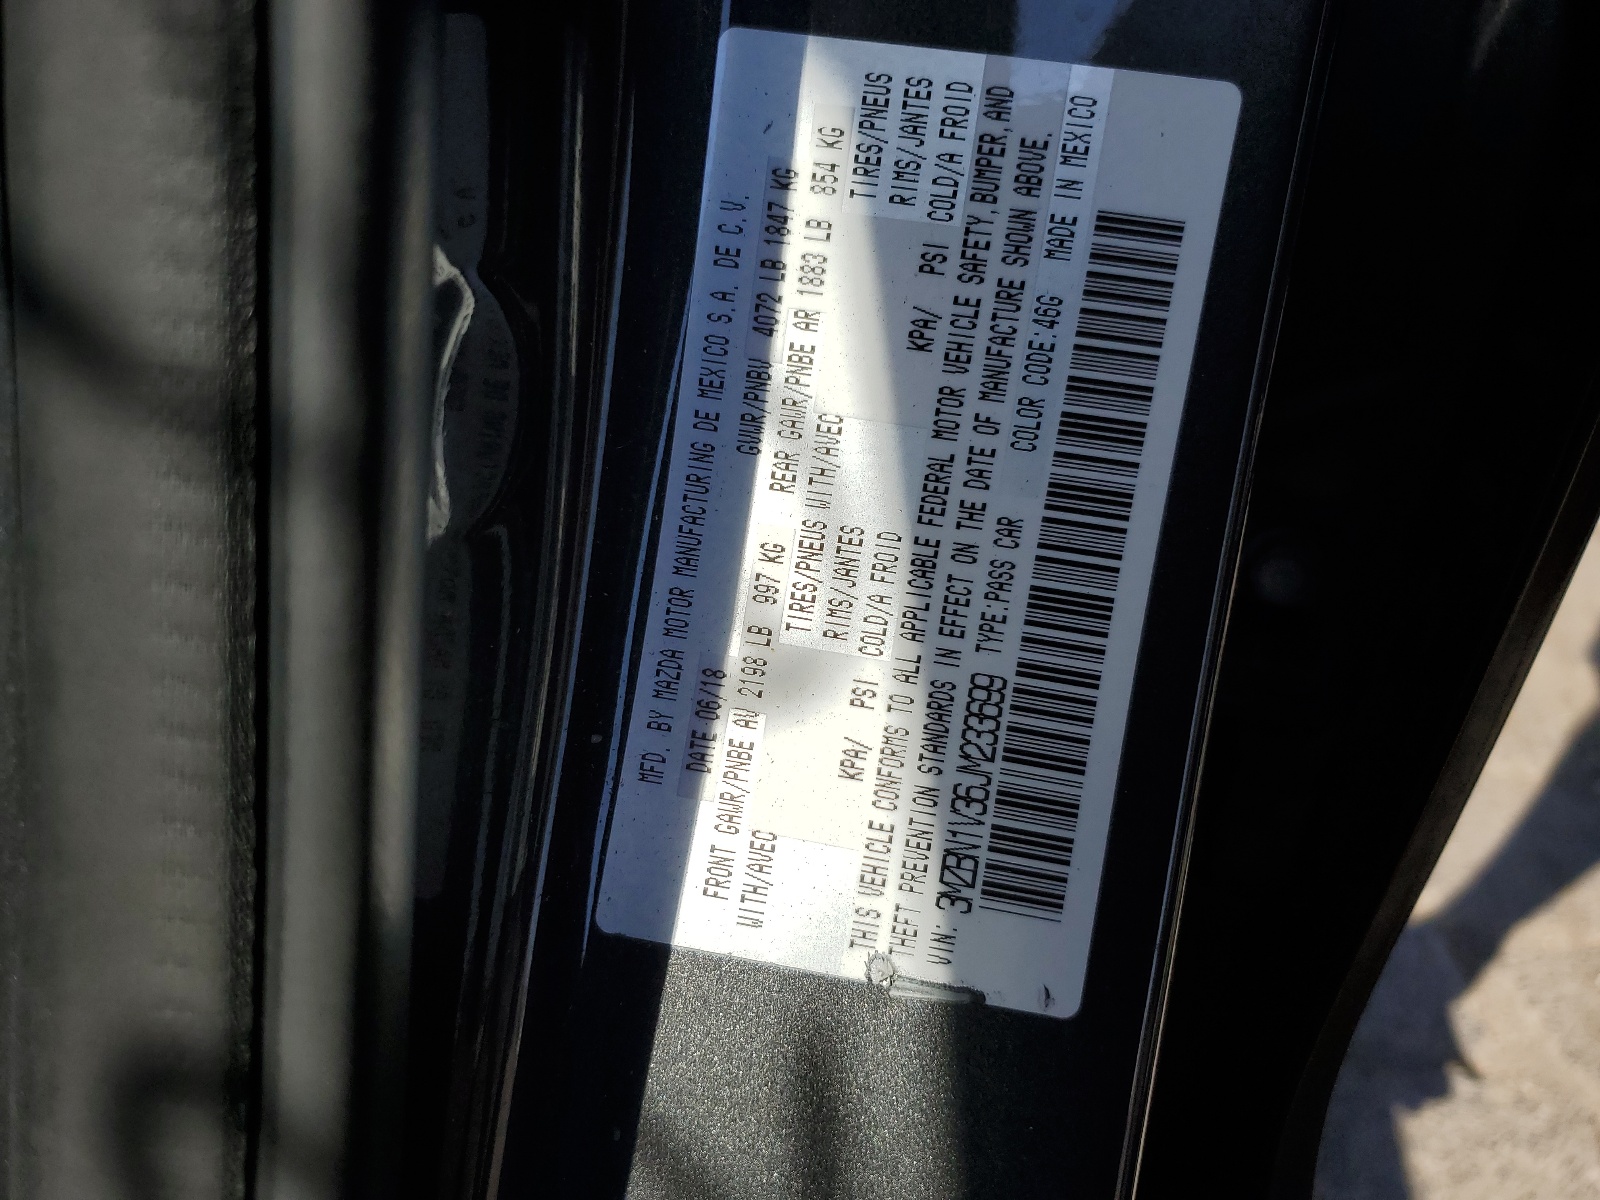 MFD. BY MAZDA MOTOR MANUFACTURING DE MEXICO S.A. DE C.V.
DATE 06/18 GVWR/PNBV 4072 LB 1847 KG
FRONT GAWR/PNBE AV 2198 LB 997 KG REAR GAWR/PNBE AR 1883 LB 854 KG
WITH/AVEC TIRES/PNEUS WITH/AVEC TIRES/PNEUS
RIMS/JANTES RIMS/JANTES
KPA/ PSI COLD/A FROID KPA/ PSI COLD/A FROID
THIS VEHICLE CONFORMS TO ALL APPLICABLE FEDERAL MOTOR VEHICLE SAFETY,BUMPER,AND
THEFT PREVENTION STANDARDS IN EFFECT ON THE DATE OF MANUFACTURE SHOWN ABOVE.
VIN. 3MZBN1V36JM233699 TYPE:PASS CAR COLOR CODE.46G MADE IN MEXICO